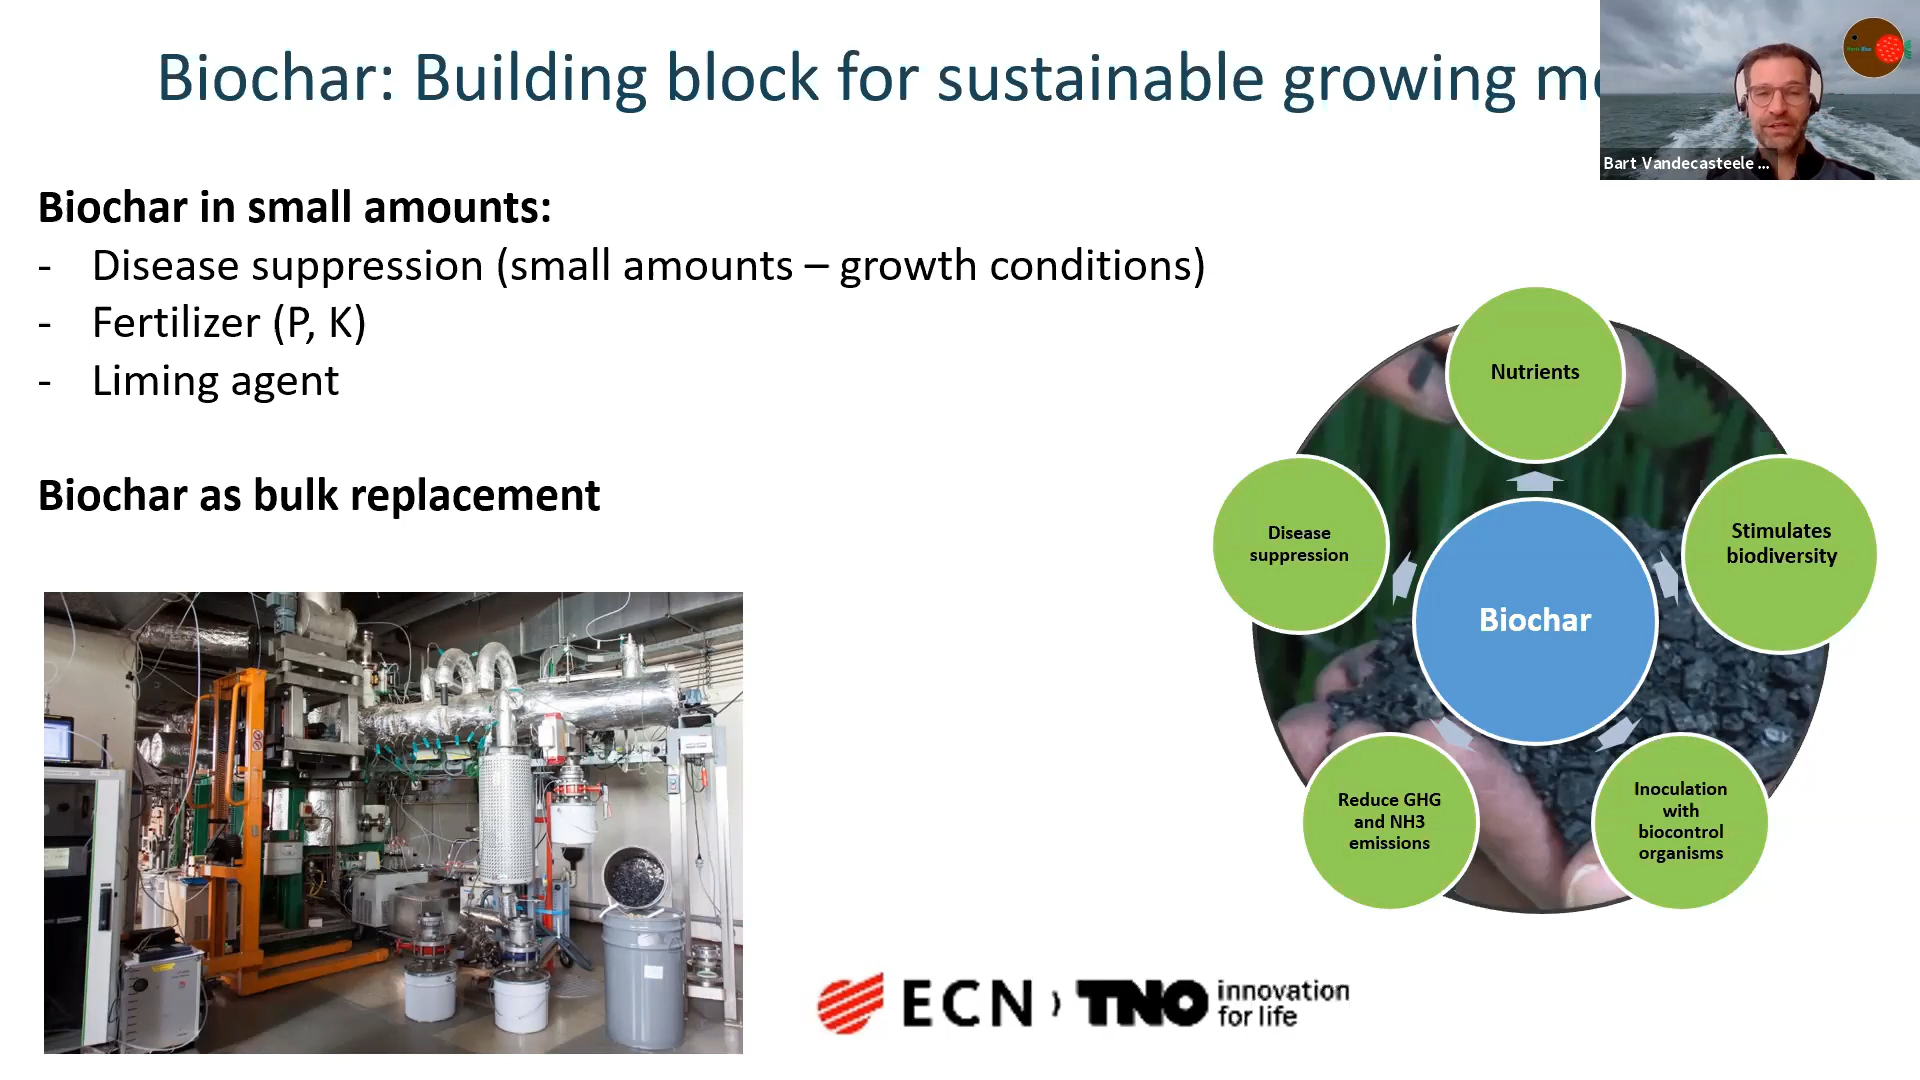 Biochar: Building block for sustainable growing
Bart Vandecasteele ...
Biochar in small amounts:
- Disease suppression (small amounts – growth conditions)
- Fertilizer (P, K)
- Liming agent
Biochar as bulk replacement
Nutrients
Disease
suppression
Stimulates
biodiversity
Biochar
Reduce GHG
and NH3
emissions
Inoculation
with
biocontrol
organisms
ECN > TNO innovation
for life